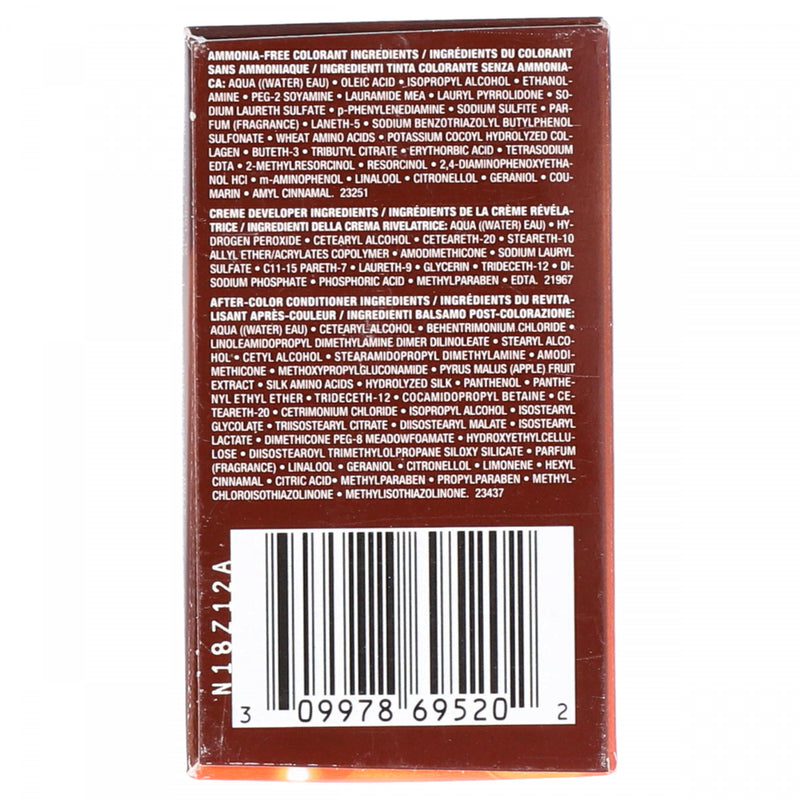 AMMONIA-FREE COLORANT INGREDIENTS / INGRÉDIENTS DU COLORANT
SANS AMMONIAQUE / INGREDIENTI TINTA COLORANTE SENZA AMMONIA-
CA: AQUA ((WATER) EAU) • OLEIC ACID • ISOPROPYL ALCOHOL • ETHANOL-
AMINE • PEG-2 SOYAMINE • LAURAMIDE MEA • LAURYL PYRROLIDONE • SO-
DIUM LAURETH SULFATE • p-PHENYLENEDIAMINE • SODIUM SULFITE • PAR-
FUM (FRAGRANCE) • LANETH-5 • SODIUM BENZOTRIAZOLYL BUTYLPHENOL
SULFONATE • WHEAT AMINO ACIDS • POTASSIUM COCOYL HYDROLYZED COL-
LAGEN • BUTETH-3 • TRIBUTYL CITRATE • ERYTHORBIC ACID • TETRASODIUM
EDTA • 2-METHYLRESORCINOL • RESORCINOL • 2,4-DIAMINOPHENOXYETHA-
NOL HCl • m-AMINOPHENOL • LINALOOL • CITRONELLOL • GERANIOL • COU-
MARIN • AMYL CINNAMAL. 23251
CREME DEVELOPER INGREDIENTS / INGRÉDIENTS DE LA CRÈME RÉVÉLA-
TRICE / INGREDIENTI DELLA CREMA RIVELATRICE: AQUA ((WATER) EAU) • HY-
DROGEN PEROXIDE • CETEARYL ALCOHOL • CETEARETH-20 • STEARETH-10
ALLYL ETHER/ACRYLATES COPOLYMER • AMODIMETHICONE • SODIUM LAURYL
SULFATE • C11-15 PARETH-7 • LAURETH-9 • GLYCERIN • TRIDECETH-12 • DI-
SODIUM PHOSPHATE • PHOSPHORIC ACID • METHYLPARABEN • EDTA. 21967
AFTER-COLOR CONDITIONER INGREDIENTS / INGRÉDIENTS DU REVITA-
LISANT APRÈS-COULEUR / INGREDIENTI BALSAMO POST-COLORAZIONE:
AQUA ((WATER) EAU) • CETEARYL ALCOHOL • BEHENTRIMONIUM CHLORIDE •
LINOLEAMIDOPROPYL DIMETHYLAMINE DIMER DILINOLEATE • STEARYL ALCO-
HOL • CETYL ALCOHOL • STEARAMIDOPROPYL DIMETHYLAMINE • AMODI-
METHICONE • METHOXYPROPYLGLUCONAMIDE • PYRUS MALUS (APPLE) FRUIT
EXTRACT • SILK AMINO ACIDS • HYDROLYZED SILK • PANTHENOL • PANTHE-
NYL ETHYL ETHER • TRIDECETH-12 • COCAMIDOPROPYL BETAINE • CE-
TEARETH-20 • CETRIMONIUM CHLORIDE • ISOPROPYL ALCOHOL • ISOSTEARYL
GLYCOLATE • TRIISOSTEARYL CITRATE • DIISOSTEARYL MALATE • ISOSTEARYL
LACTATE • DIMETHICONE PEG-8 MEADOWFOAMATE • HYDROXYETHYLCELLU-
LOSE • DIISOSTEAROYL TRIMETHYLOLPROPANE SILOXY SILICATE • PARFUM
(FRAGRANCE) • LINALOOL • GERANIOL • CITRONELLOL • LIMONENE • HEXYL
CINNAMAL • CITRIC ACID • METHYLPARABEN • PROPYLPARABEN • METHYL-
CHLOROISOTHIAZOLINONE • METHYLISOTHIAZOLINONE. 23437
N18Z12A
3 09978 69520 2